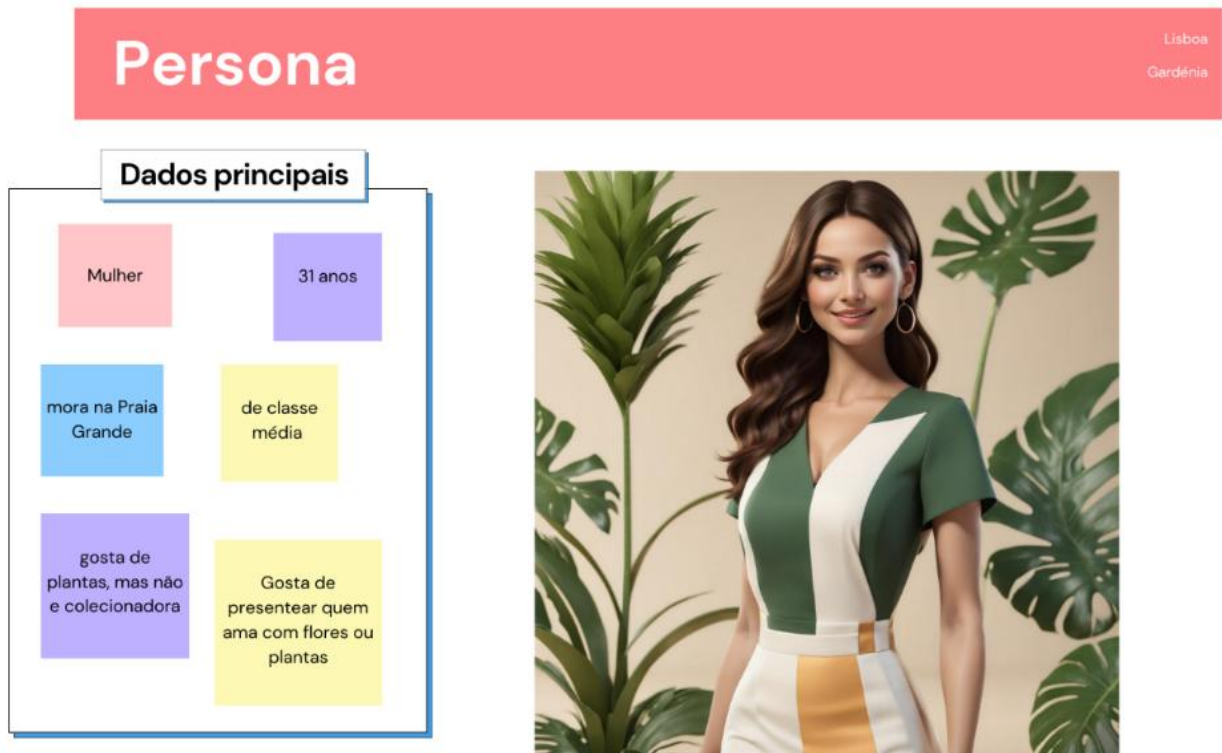 Persona
Lisboa
Gardénia
Dados principais
Mulher
31 anos
mora na Praia
Grande
de classe
média
gosta de
plantas, mas não
e colecionadora
Gosta de
presentear quem
ama com flores ou
plantas